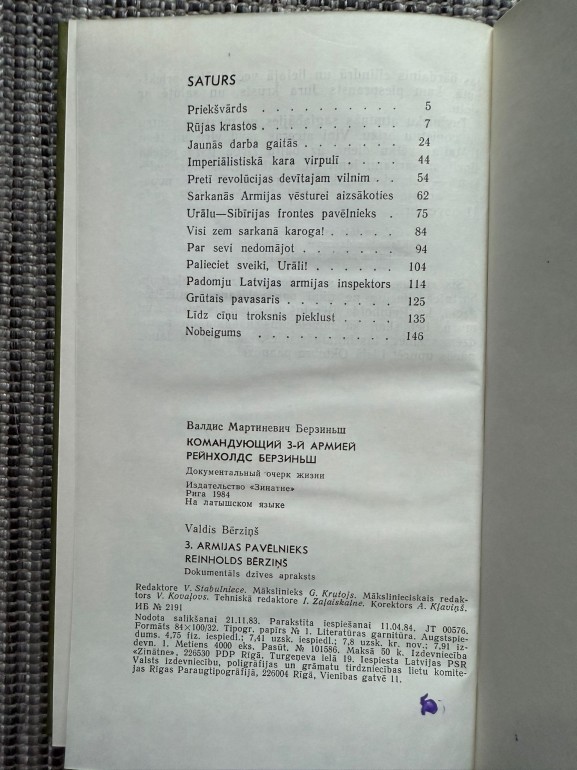 SATURS
Priekšvārds . . . . . . . . . . 5
Rūjas krastos . . . . . . . . . 7
Jaunās darba gaitās . . . . . . 24
Imperiālistiskā kara virpulī . . . . 44
Pretī revolūcijas devītajam vilnim . . 54
Sarkanās Armijas vēsturei aizsākoties 62
Urālu—Sibīrijas frontes pavēlnieks . 75
Visi zem sarkanā karoga! . . . . . 84
Par sevi nedomājot . . . . . . . 94
Palieciet sveiki, Urāli! . . . . . . 104
Padomju Latvijas armijas inspektors 114
Grūtais pavasaris . . . . . . . . 125
Līdz cīņu troksnis pieklust . . . . 135
Nobeigums . . . . . . . . . . 146
Валдис Мартиневич Берзиньш
КОМАНДУЮЩИЙ 3-Й АРМИЕЙ
РЕЙНХОЛДС БЕРЗИНЬШ
Документальный очерк жизни
Издательство «Зинатне»
Рига 1984
На латышском языке
Valdis Bērziņš
3. ARMIJAS PAVĒLNIEKS
REINHOLDS BĒRZIŅŠ
Dokumentāls dzīves apraksts
Redaktore V. Stabulniece. Mākslinieks G. Krutojs. Mākslinieciskais redak-
tors V. Kovaļovs. Tehniskā redaktore I. Zaļaiskalne. Korektors A. Kļaviņš.
ИБ № 2191
Nodota salikšanai 21.11.83. Parakstīta iespiešanai 11.04.84, JT 00576.
Formāts 84×100/32. Tipogr. papīrs № 1. Literatūras garnitūra. Augstspie-
dums. 4,75 fiz. iespiedl.; 7,41 uzsk. iespiedl.; 7,8 uzsk. kr. nov.; 7,91 iz-
devn. l. Metiens 4000 eks. Pasūt. № 101586. Maksā 50 k. Izdevniecība
«Zinātne», 226530 PDP Rīgā, Turgeņeva ielā 19. Iespiesta Latvijas PSR
Valsts izdevniecību, poligrāfijas un grāmatu tirdzniecības lietu komite-
jas Rīgas Paraugtipogrāfijā, 226004 Rīgā, Vienības gatvē 11.